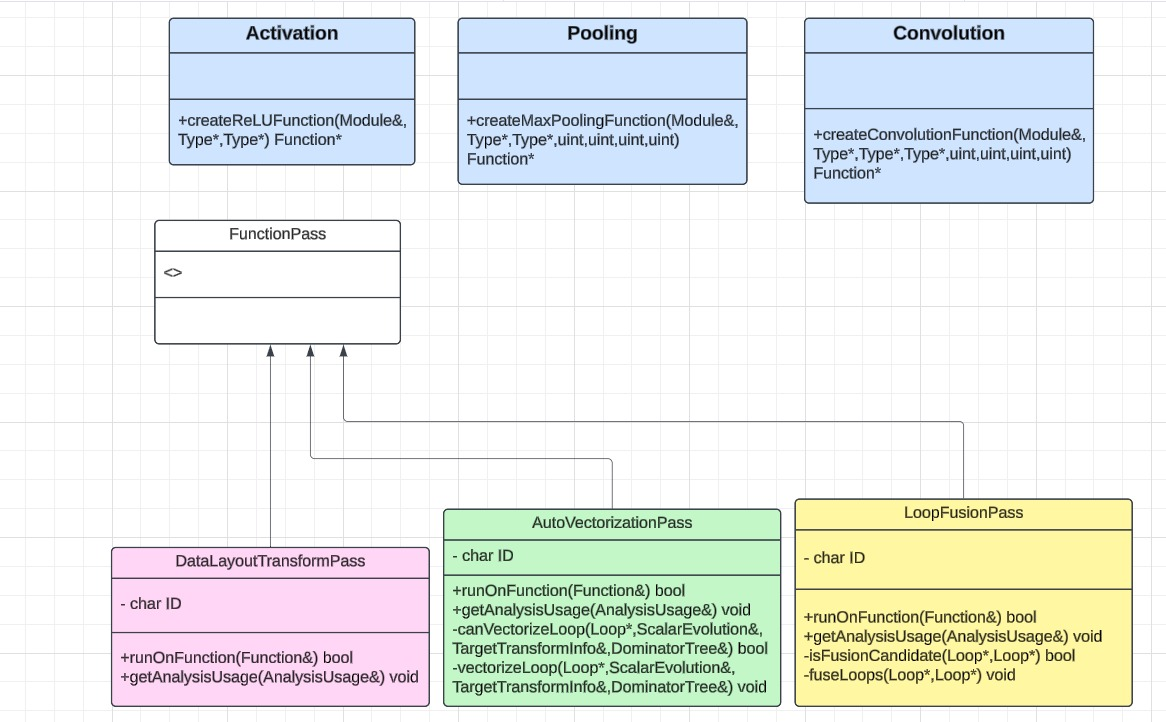 Activation
+createReLUFunction(Module&,
Type*,Type*) Function*
Pooling
+createMaxPoolingFunction(Module&,
Type*,Type*,uint,uint,uint,uint)
Function*
Convolution
+createConvolutionFunction(Module&,
Type*,Type*,Type*,uint,uint,uint,uint)
Function*
FunctionPass
<>
DataLayoutTransformPass
- char ID
+runOnFunction(Function&) bool
+getAnalysisUsage(AnalysisUsage&) void
AutoVectorizationPass
- char ID
+runOnFunction(Function&) bool
+getAnalysisUsage(AnalysisUsage&) void
-canVectorizeLoop(Loop*,ScalarEvolution&,
TargetTransformInfo&,DominatorTree&) bool
-vectorizeLoop(Loop*,ScalarEvolution&,
TargetTransformInfo&,DominatorTree&) void
LoopFusionPass
- char ID
+runOnFunction(Function&) bool
+getAnalysisUsage(AnalysisUsage&) void
-isFusionCandidate(Loop*,Loop*) bool
-fuseLoops(Loop*,Loop*) void